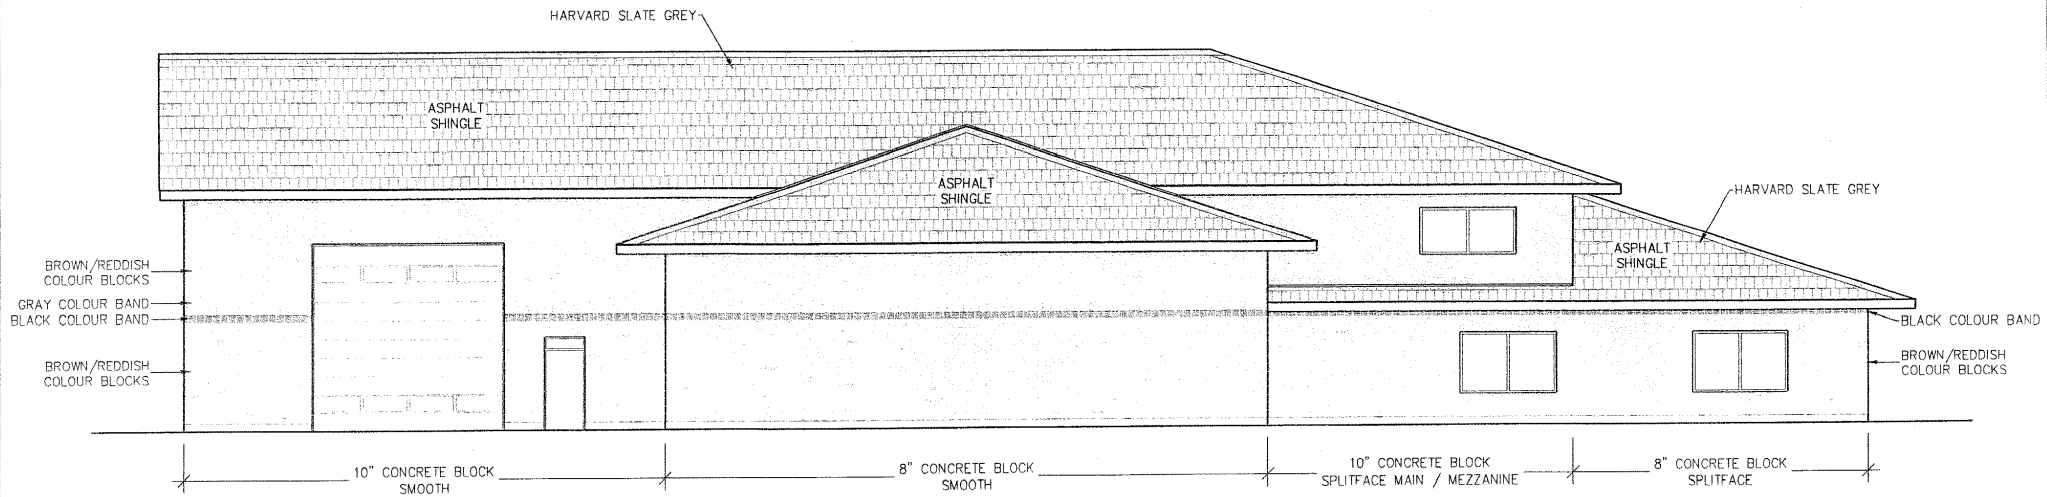 HARVARD SLATE GREY
ASPHALT
SHINGLE
ASPHALT
SHINGLE
HARVARD SLATE GREY
ASPHALT
SHINGLE
BROWN/REDDISH
COLOUR BLOCKS
GRAY COLOUR BAND
BLACK COLOUR BAND
BROWN/REDDISH
COLOUR BLOCKS
BLACK COLOUR BAND
BROWN/REDDISH
COLOUR BLOCKS
10" CONCRETE BLOCK
SMOOTH
8" CONCRETE BLOCK
SMOOTH
10" CONCRETE BLOCK
SPLITFACE MAIN / MEZZANINE
8" CONCRETE BLOCK
SPLITFACE